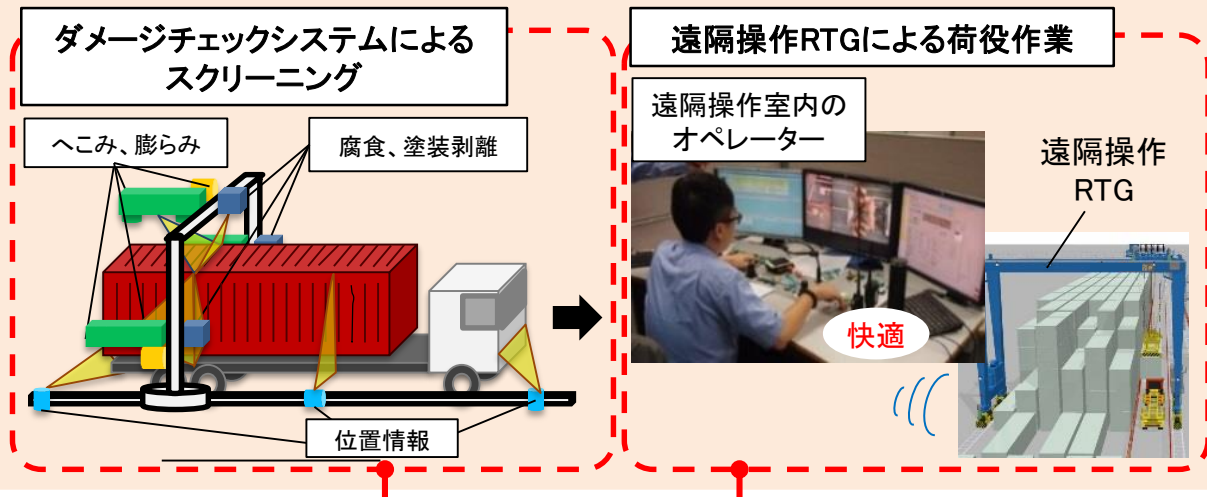 ダメージチェックシステムによる
スクリーニング
へこみ、膨らみ
腐食、塗装剥離
位置情報
遠隔操作RTGによる荷役作業
遠隔操作室内の
オペレーター
快適
遠隔操作
RTG